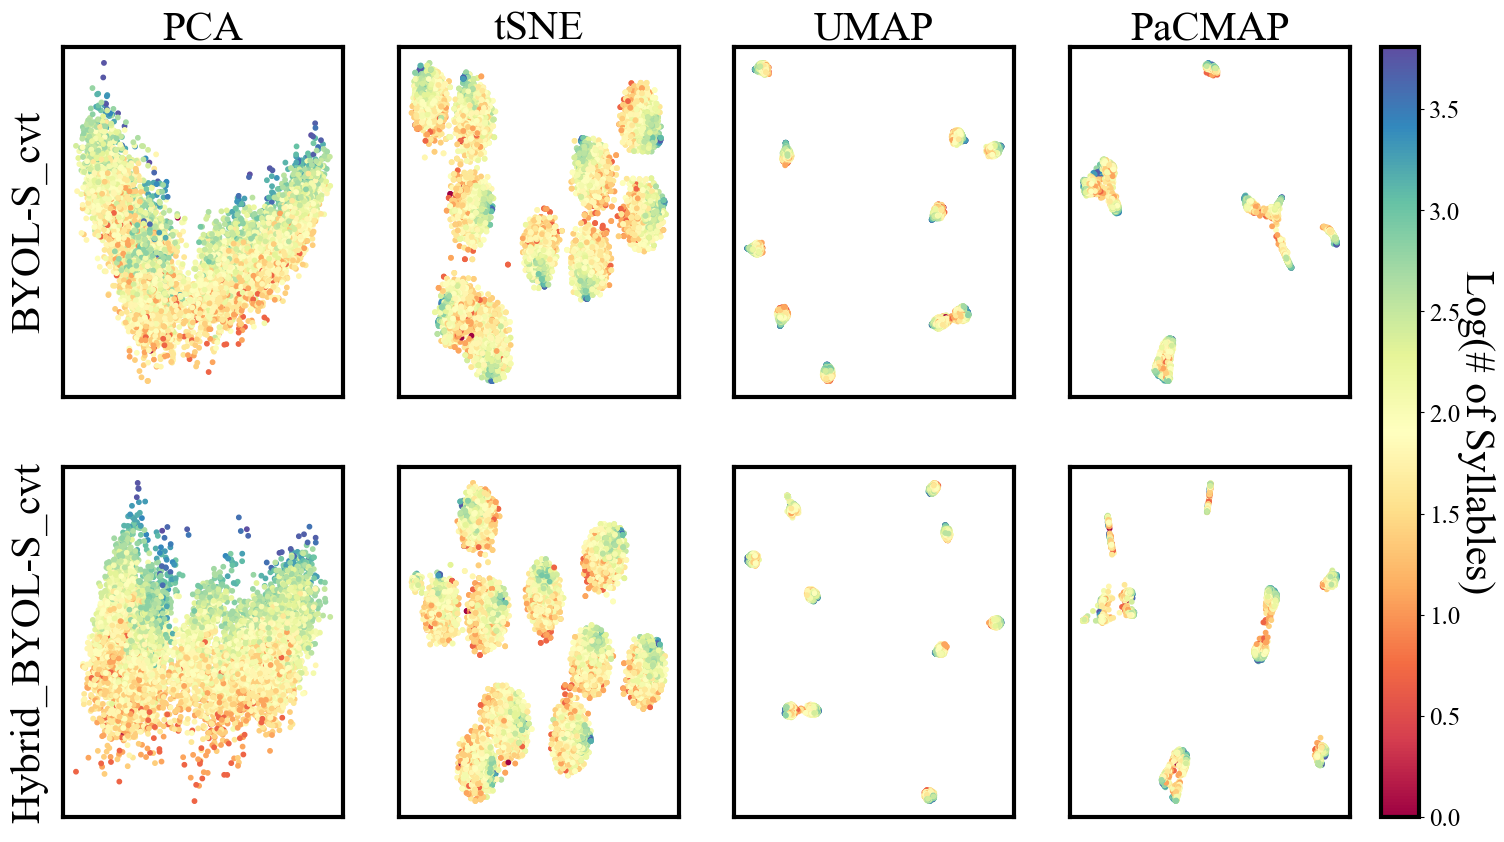 PCA
tSNE
UMAP
PaCMAP
BYOL-S_cvt
Hybrid_BYOL-S_cvt
3.5
3.0
2.5
2.0
1.5
1.0
0.5
0.0
Log(# of Syllables)